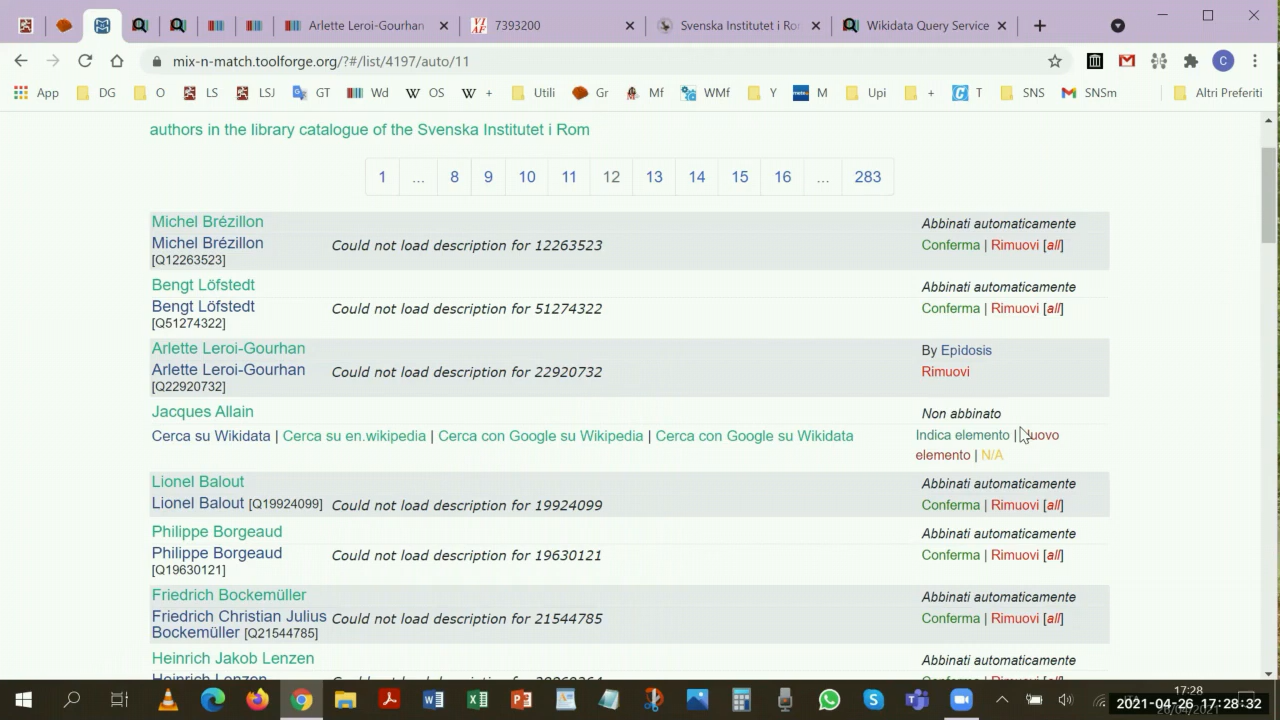 Arlette Leroi-Gourhan
7393200
Svenska Institutet i Ro
Wikidata Query Service
mix-n-match.toolforge.org/?#/list/4197/auto/11
C
App DG O LS LSJ GT Wd OS + Utili Gr Mf WMf Y M Upi + T SNS SNSm Altri Preferiti
authors in the library catalogue of the Svenska Institutet i Rom
1 ... 8 9 10 11 12 13 14 15 16 ... 283
Michel Brézillon Abbinati automaticamente
Michel Brézillon Could not load description for 12263523 Conferma | Rimuovi [all]
[Q12263523]
Bengt Löfstedt Abbinati automaticamente
Bengt Löfstedt Could not load description for 51274322 Conferma | Rimuovi [all]
[Q51274322]
Arlette Leroi-Gourhan By Epìdosis
Arlette Leroi-Gourhan Could not load description for 22920732 Rimuovi
[Q22920732]
Jacques Allain Non abbinato
Cerca su Wikidata | Cerca su en.wikipedia | Cerca con Google su Wikipedia | Cerca con Google su Wikidata Indica elemento | Nuovo
elemento | N/A
Lionel Balout Abbinati automaticamente
Lionel Balout [Q19924099] Could not load description for 19924099 Conferma | Rimuovi [all]
Philippe Borgeaud Abbinati automaticamente
Philippe Borgeaud Could not load description for 19630121 Conferma | Rimuovi [all]
[Q19630121]
Friedrich Bockemüller Abbinati automaticamente
Friedrich Christian Julius Could not load description for 21544785 Conferma | Rimuovi [all]
Bockemüller [Q21544785]
Heinrich Jakob Lenzen Abbinati automaticamente
17:28
2021-04-26 17:28:32